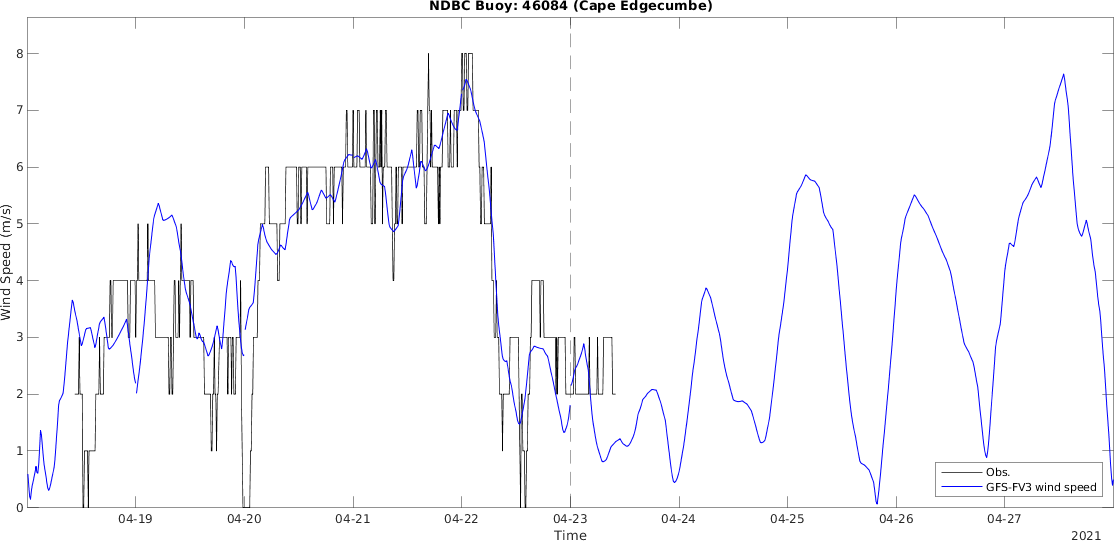 NDBC Buoy: 46084 (Cape Edgecumbe)
Wind Speed (m/s)
8
7
6
5
4
3
2
1
0
Obs.
GFS-FV3 wind speed
04-19 04-20 04-21 04-22 04-23 04-24 04-25 04-26 04-27
Time
2021